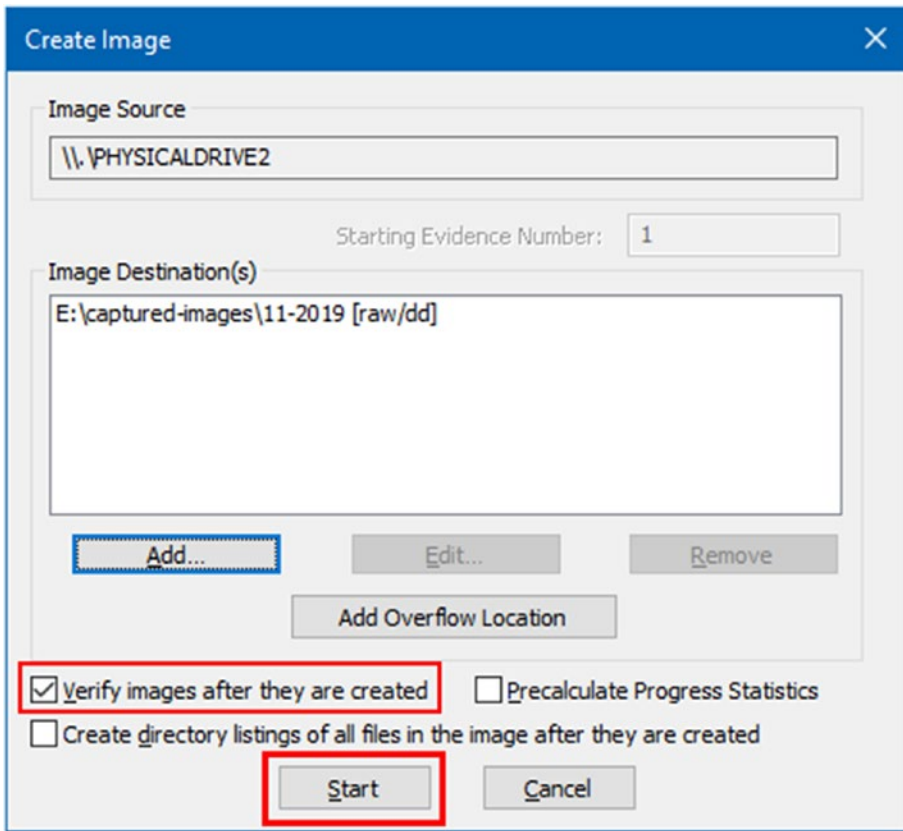 Create Image
Image Source
\\.\PHYSICALDRIVE2
Starting Evidence Number: 1
Image Destination(s)
E:\captured-images\11-2019 [raw/dd]
Add... Edit... Remove
Add Overflow Location
Verify images after they are created Precalculate Progress Statistics
Create directory listings of all files in the image after they are created
Start Cancel